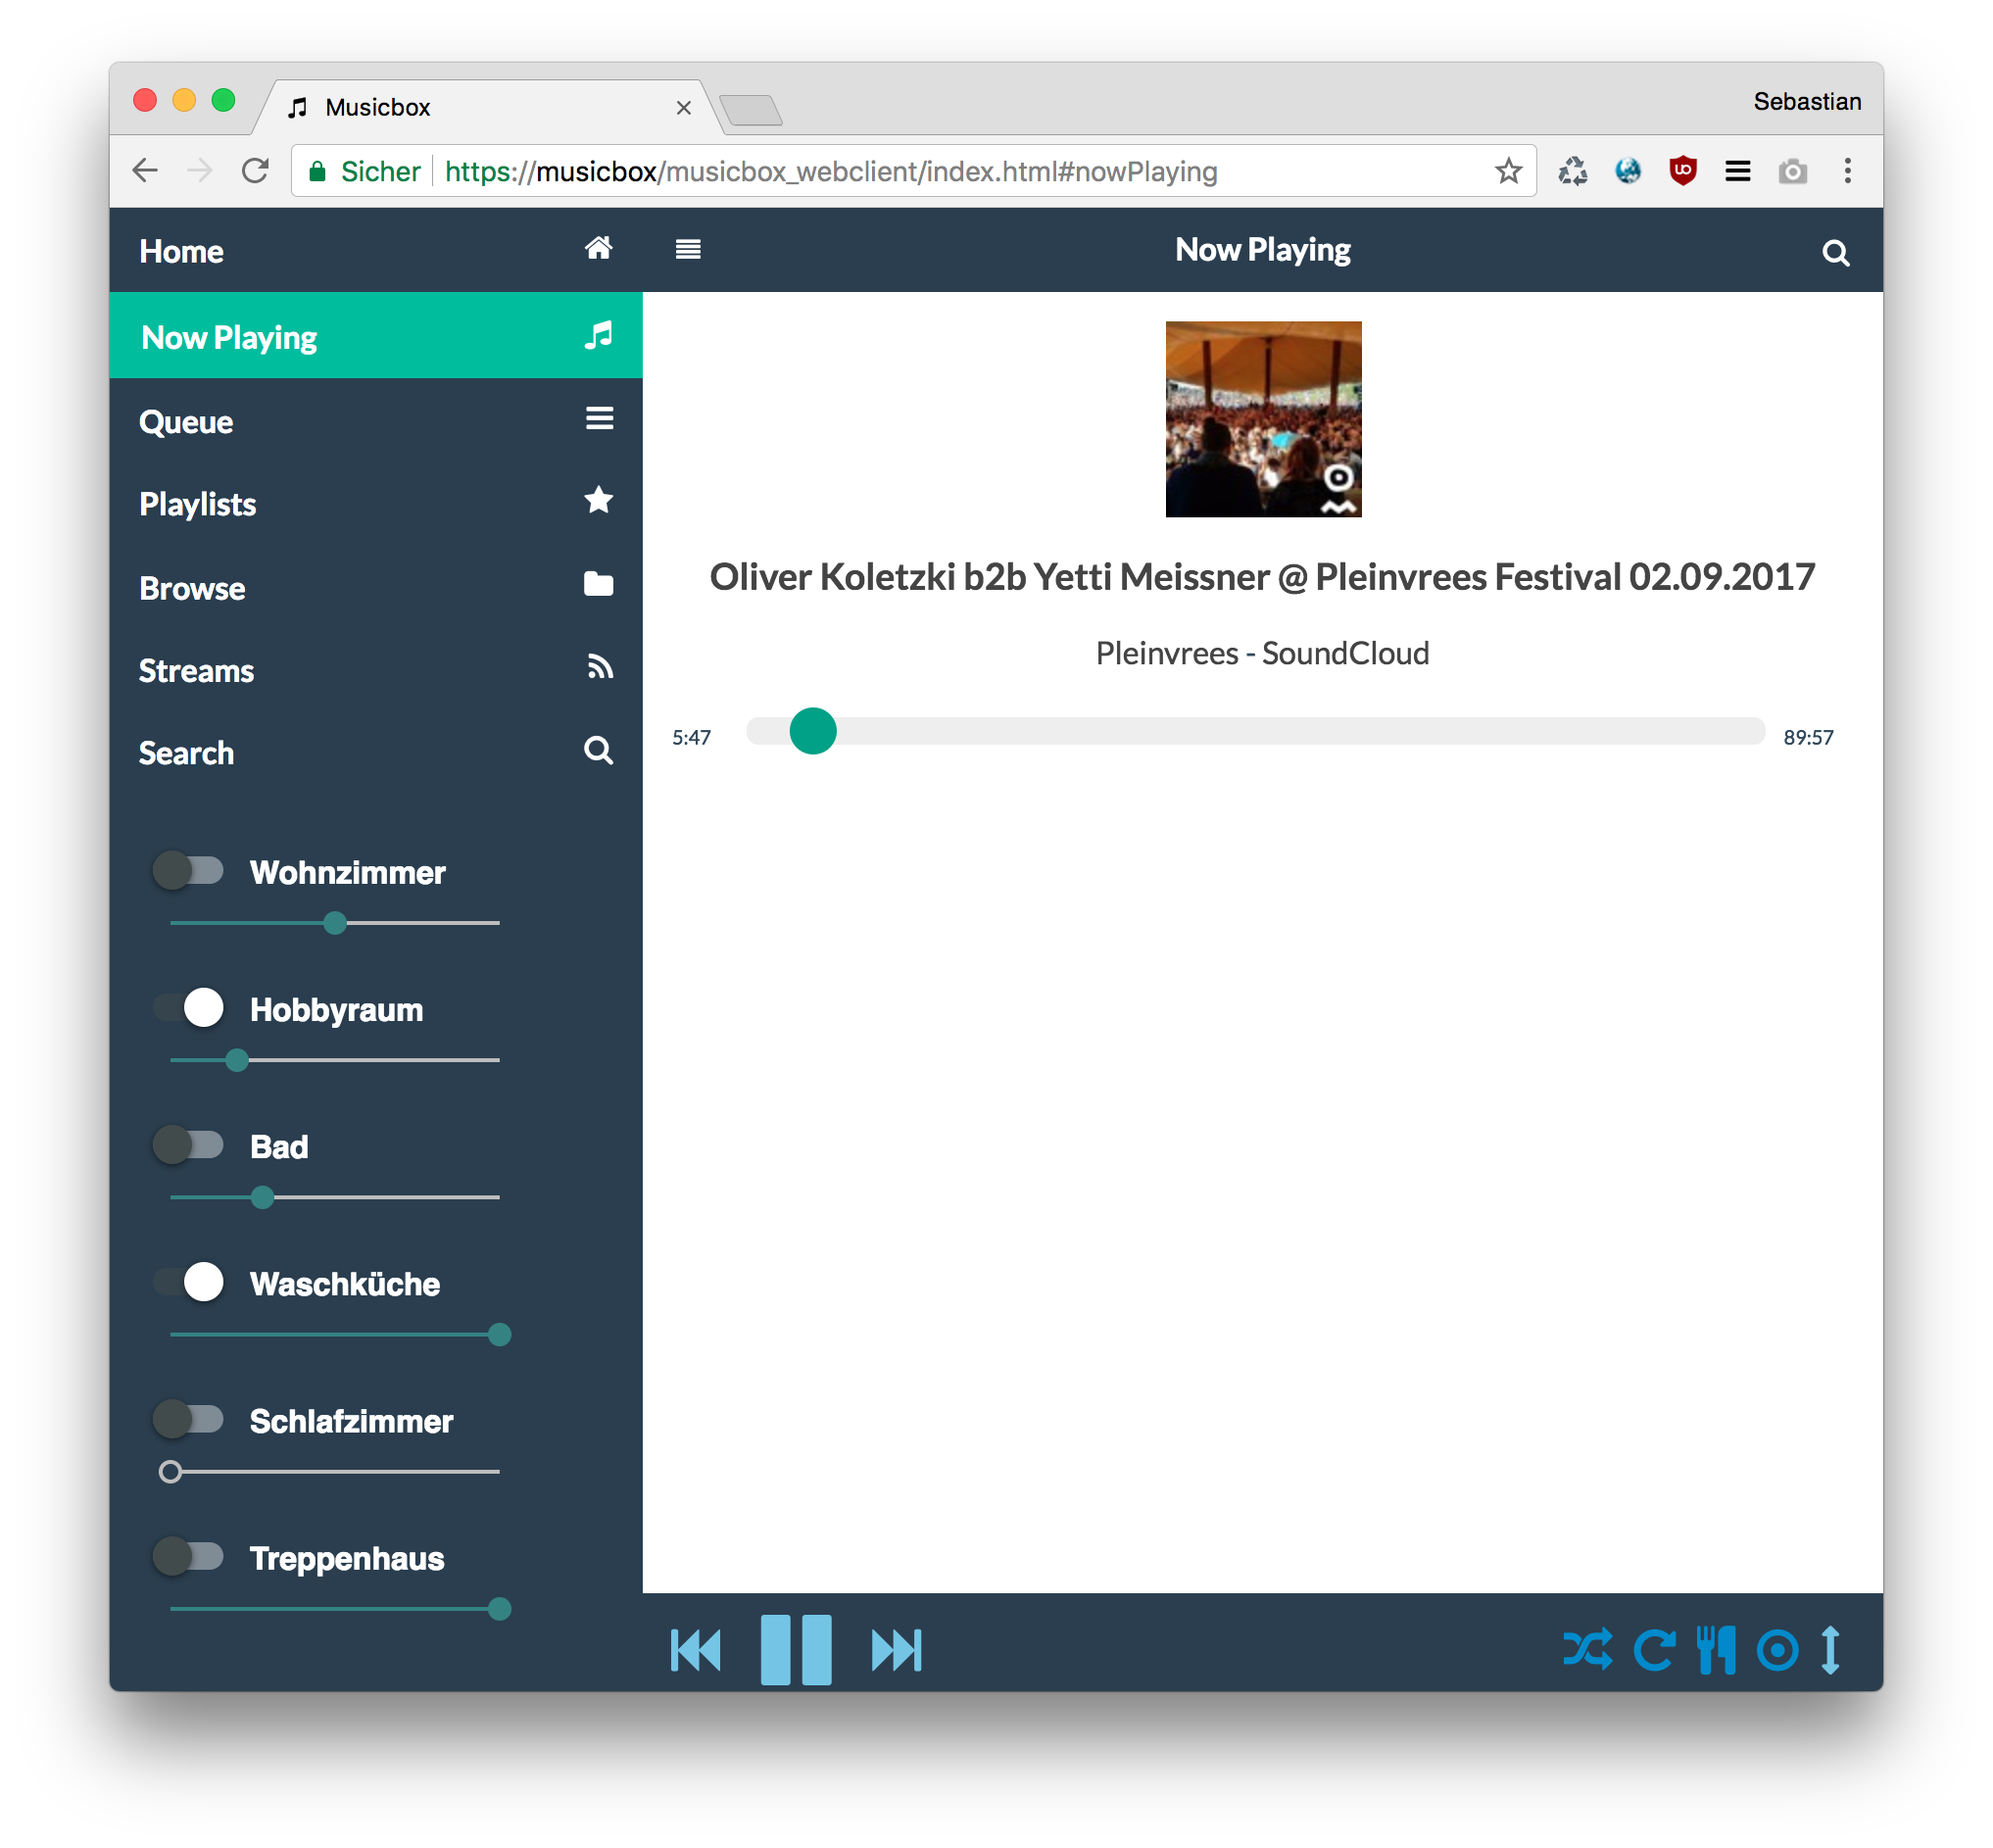 Musicbox
Sebastian
Sicher https://musicbox/musicbox_webclient/index.html#nowPlaying
Home
Now Playing
Now Playing
Queue
Playlists
Browse
Streams
Search
Wohnzimmer
Hobbyraum
Bad
Waschküche
Schlafzimmer
Treppenhaus
Oliver Koletzki b2b Yetti Meissner @ Pleinvrees Festival 02.09.2017
Pleinvrees - SoundCloud
5:47
89:57